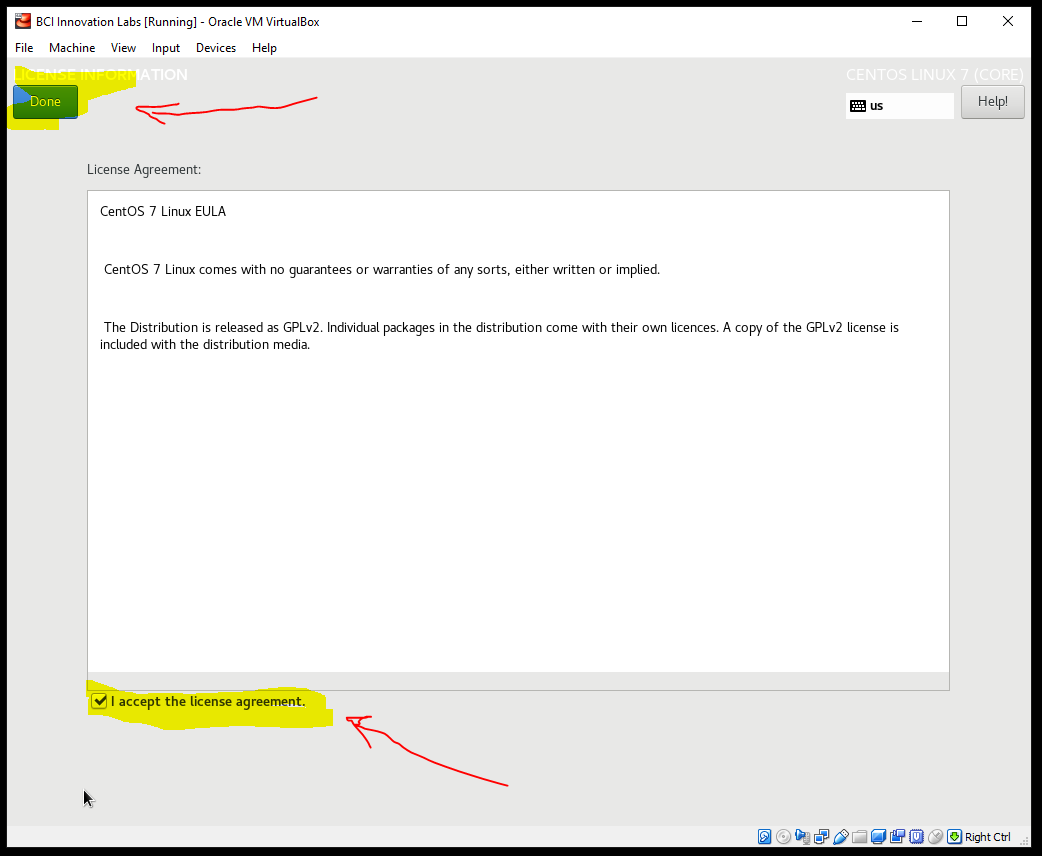 BCI Innovation Labs [Running] - Oracle VM VirtualBox
File Machine View Input Devices Help
LICENSE INFORMATION
CENTOS LINUX 7 (CORE)
Done
us
Help!
License Agreement:
CentOS 7 Linux EULA
CentOS 7 Linux comes with no guarantees or warranties of any sorts, either written or implied.
The Distribution is released as GPLv2. Individual packages in the distribution come with their own licences. A copy of the GPLv2 license is
included with the distribution media.
I accept the license agreement.
Right Ctrl